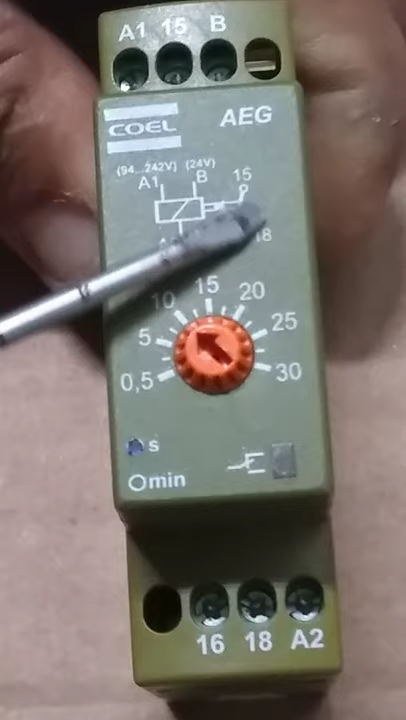 A1 15 B
COEL AEG
(94...242V) (24V)
A1 B 15
18
15
10 20
5 25
0,5 30
s
min
16 18 A2